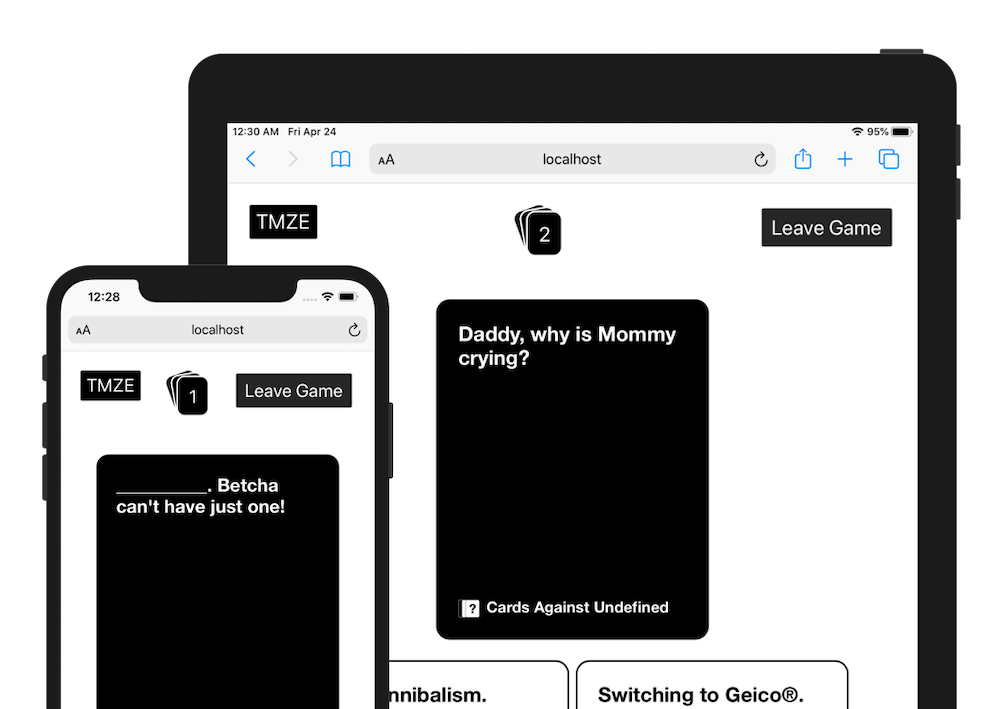 12:30 AM Fri Apr 24
95%
AA
localhost
TMZE
2
Leave Game
Daddy, why is Mommy
crying?
? Cards Against Undefined
Switching to Geico®.
12:28
AA
localhost
TMZE
1
Leave Game
_________. Betcha
can't have just one!